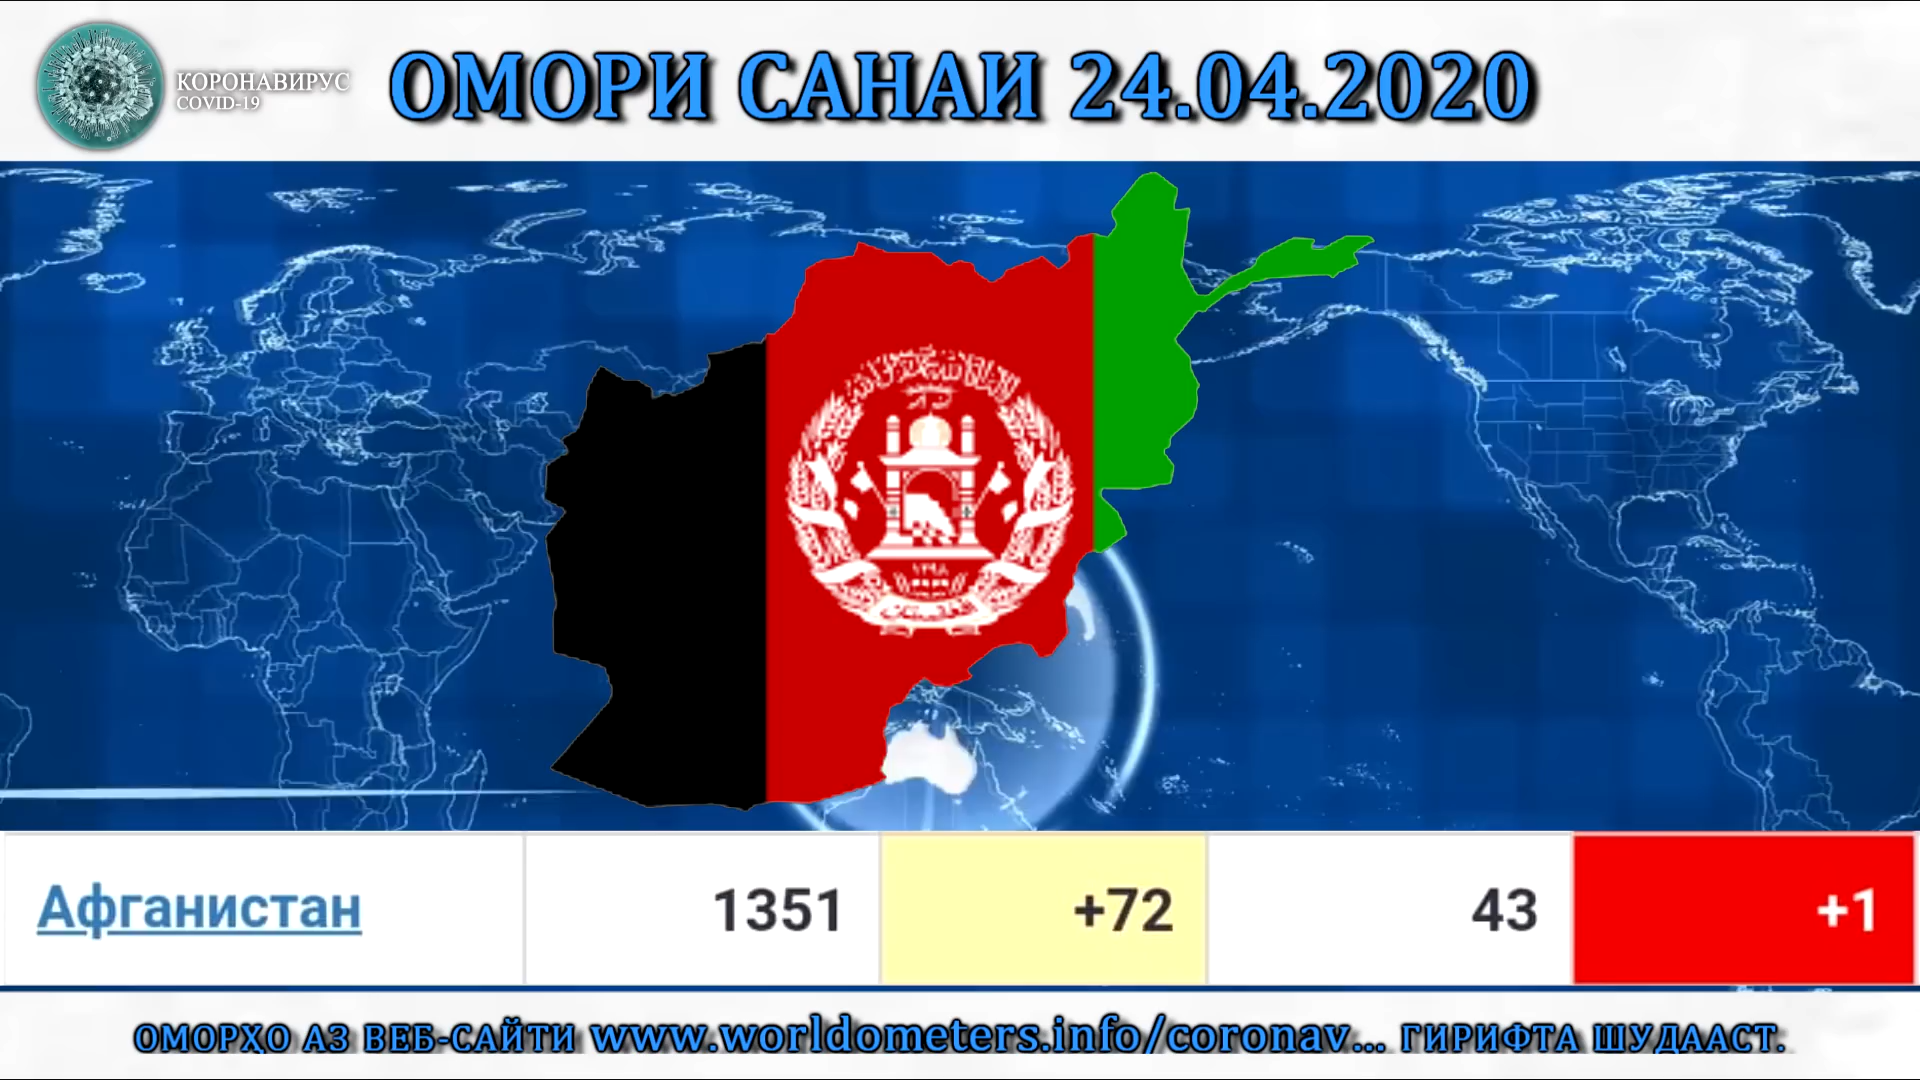 КОРОНАВИРУС
COVID-19
ОМОРИ САНАИ 24.04.2020
Афганистан 1351 +72 43 +1
ОМОРҲО АЗ ВЕБ-САЙТИ www.worldometers.info/coronav... ГИРИФТА ШУДААСТ.